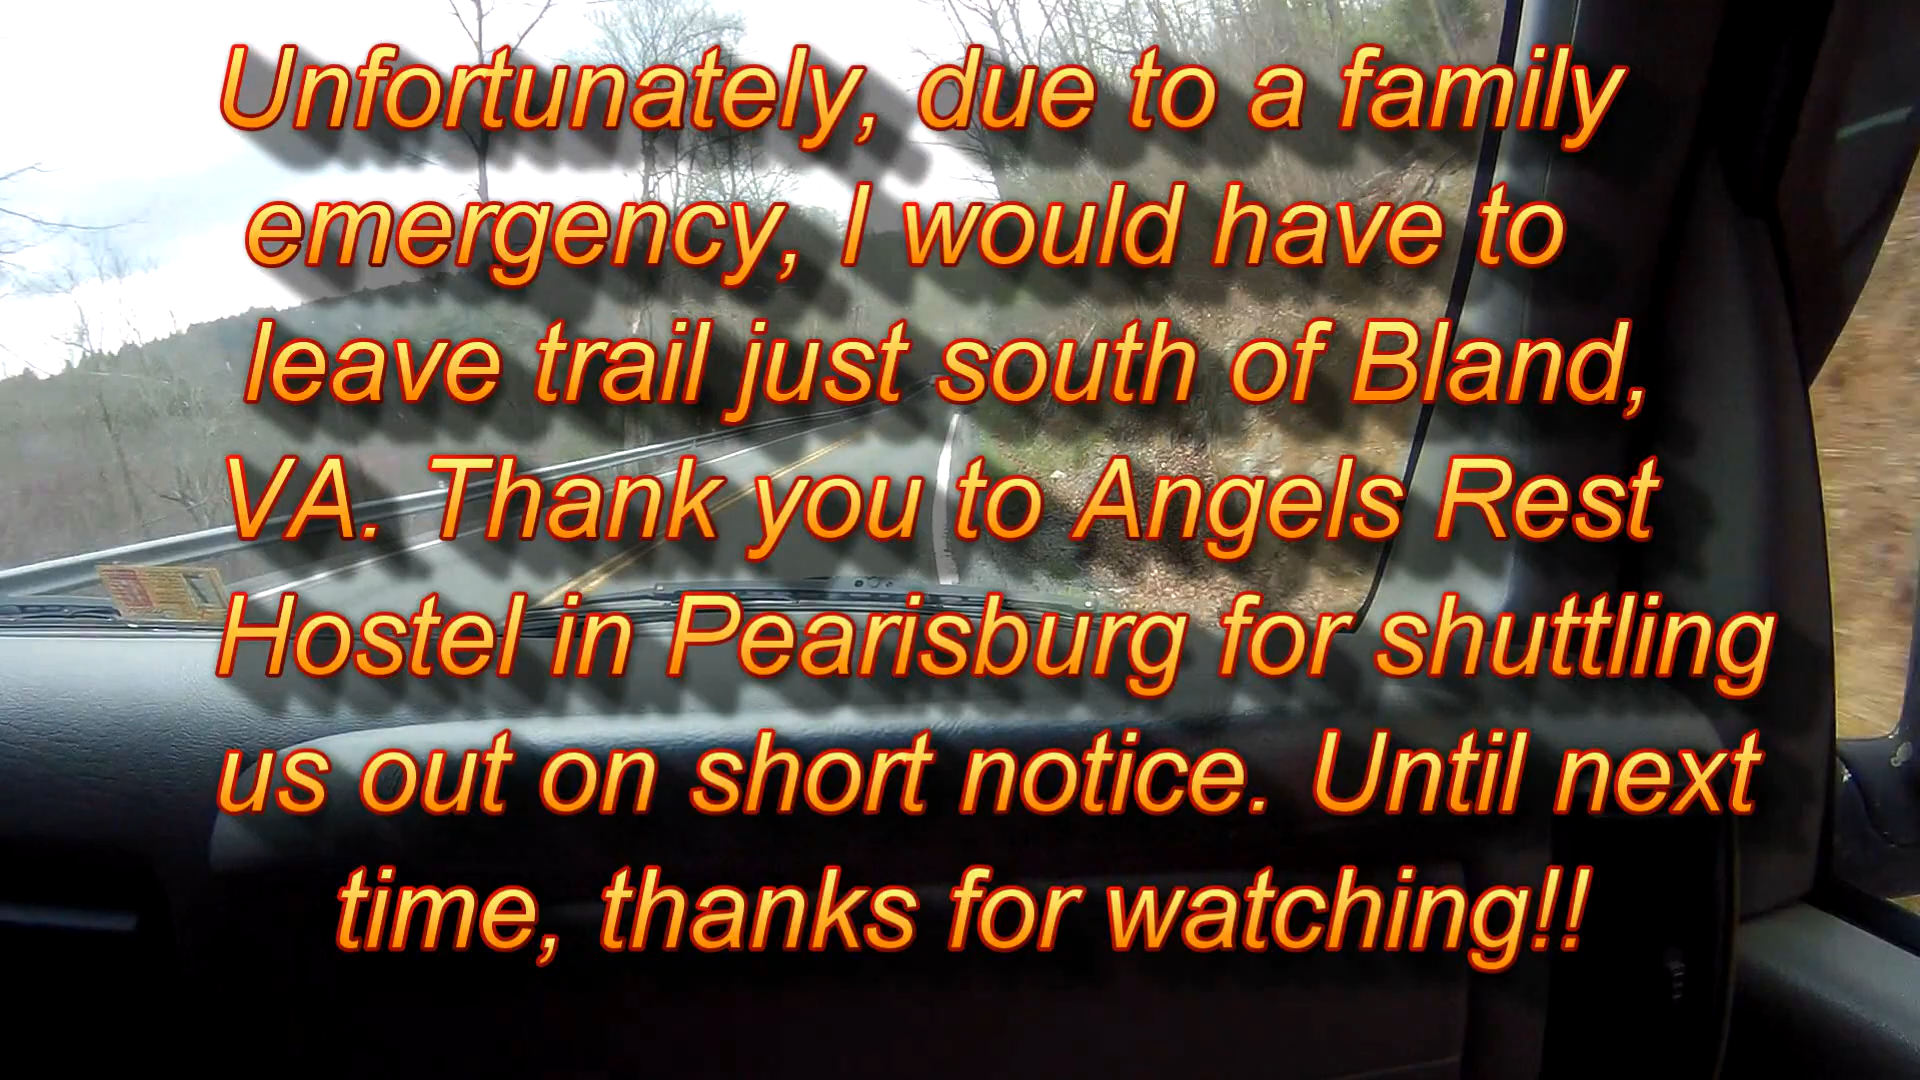 Unfortunately, due to a family
emergency, I would have to
leave trail just south of Bland,
VA. Thank you to Angels Rest
Hostel in Pearisburg for shuttling
us out on short notice. Until next
time, thanks for watching!!